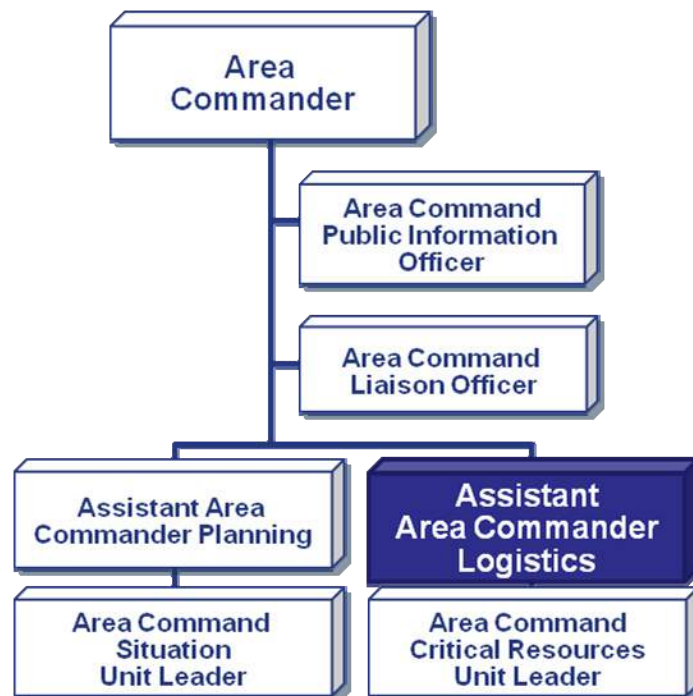 Area
Commander
Area Command
Public Information
Officer
Area Command
Liaison Officer
Assistant Area
Commander Planning
Assistant
Area Commander
Logistics
Area Command
Situation
Unit Leader
Area Command
Critical Resources
Unit Leader